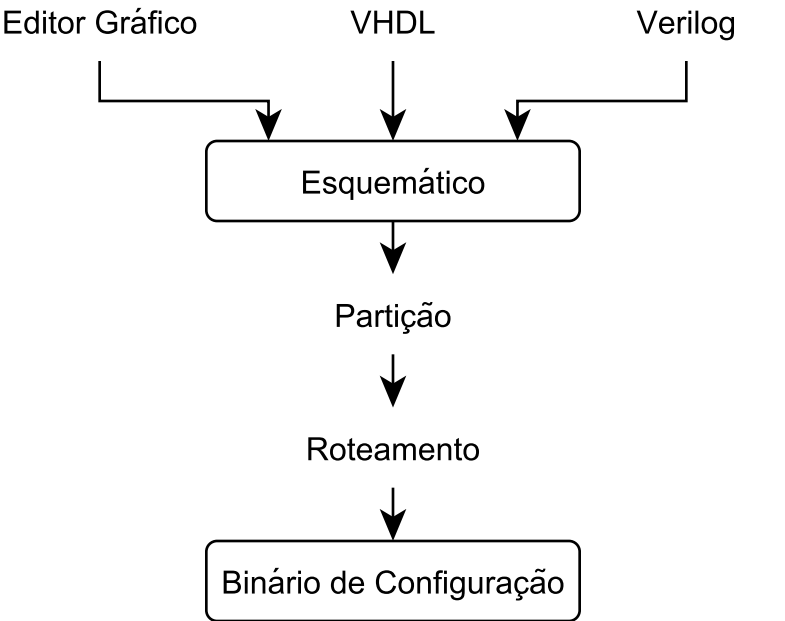 Editor Gráfico
VHDL
Verilog
Esquemático
Partição
Roteamento
Binário de Configuração